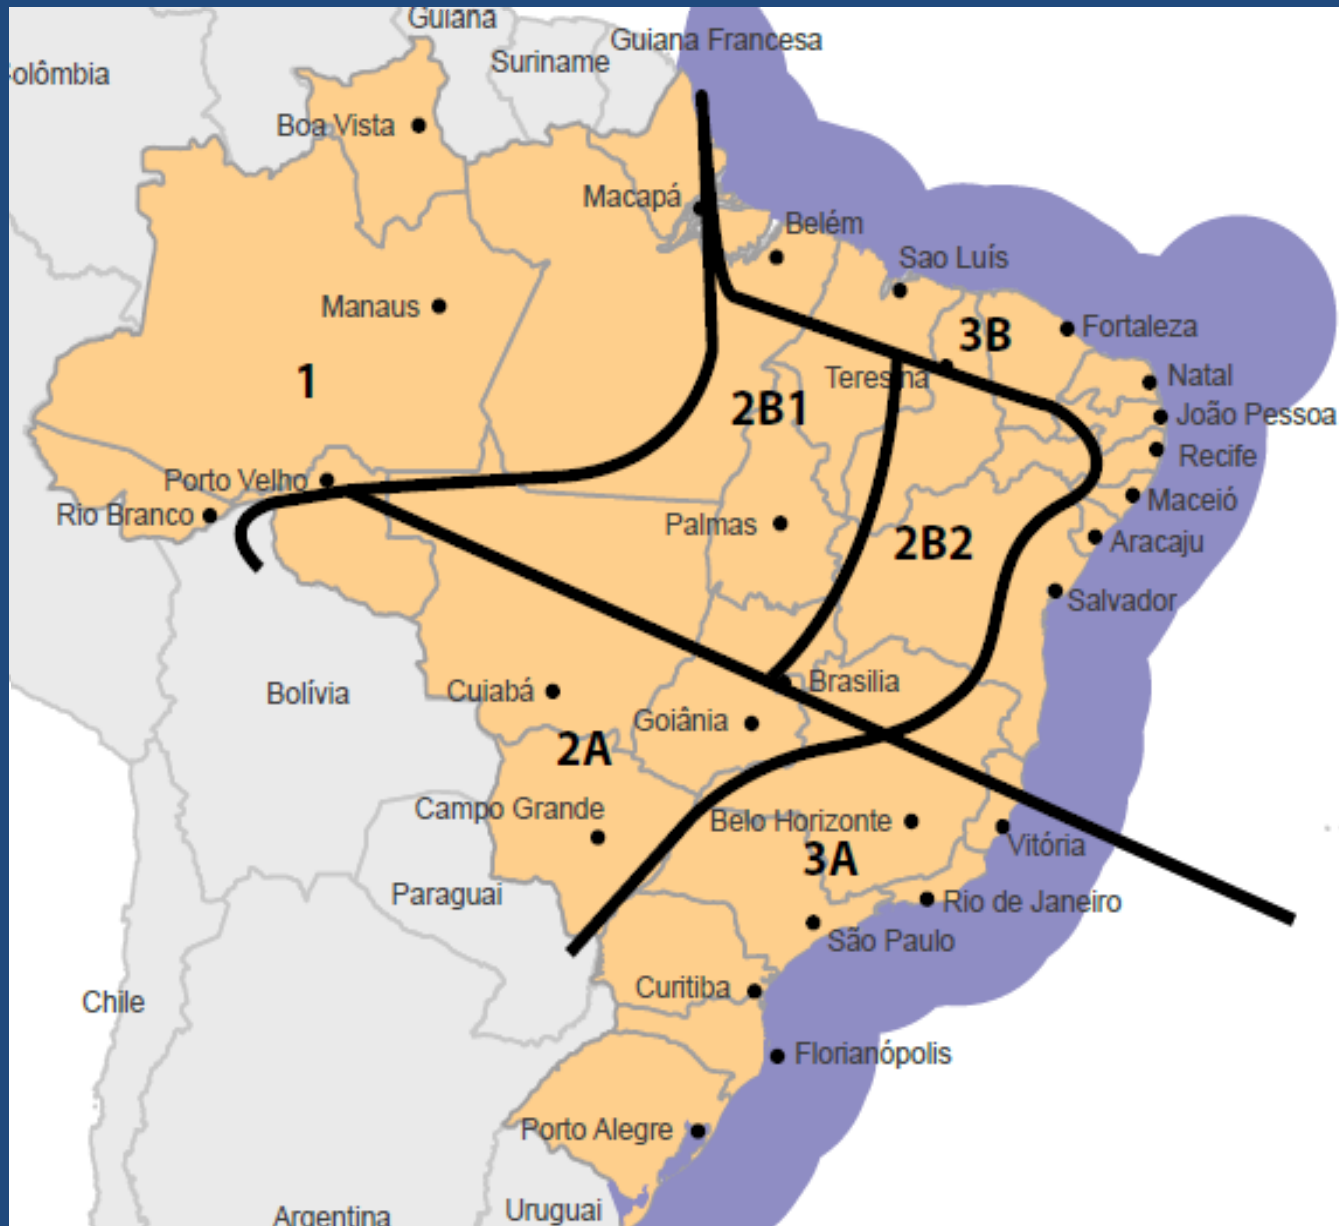 Guiana
Guiana Francesa
Suriname
olômbia
Boa Vista
Macapá
Belém
Sao Luís
Manaus
3B
Fortaleza
1
Teresina
Natal
2B1
João Pessoa
Recife
Porto Velho
Maceió
Rio Branco
Palmas
2B2
Aracaju
Salvador
Bolívia
Cuiabá
Brasilia
Goiânia
2A
Campo Grande
Belo Horizonte
Vitória
3A
Paraguai
Rio de Janeiro
São Paulo
Curitiba
Chile
Florianópolis
Porto Alegre
Uruguai
Argentina